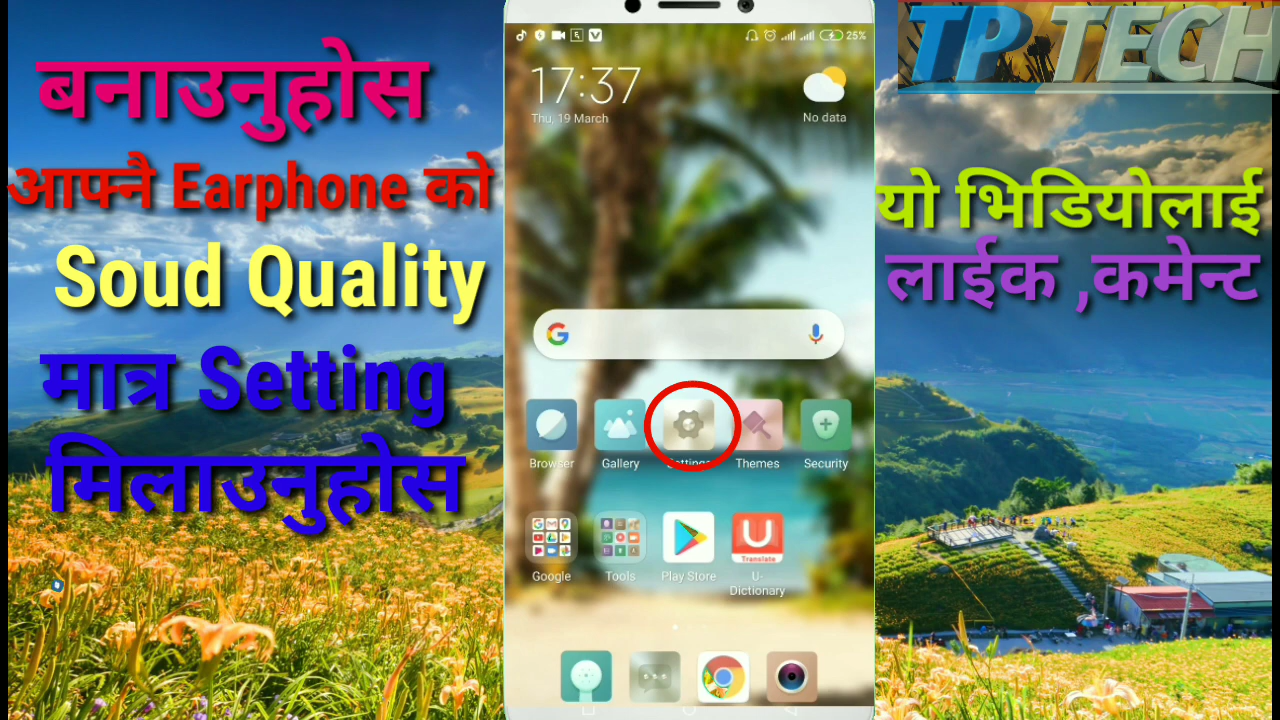 बनाउनुहोस
आफ्नै Earphone को
Soud Quality
मात्र Setting
मिलाउनुहोस
25%
17:37
Thu, 19 March
No data
Browser
Gallery
Settings
Themes
Security
Google
Tools
Play Store
U-
Dictionary
Translate
TP TECH
यो भिडियोलाई
लाईक ,कमेन्ट